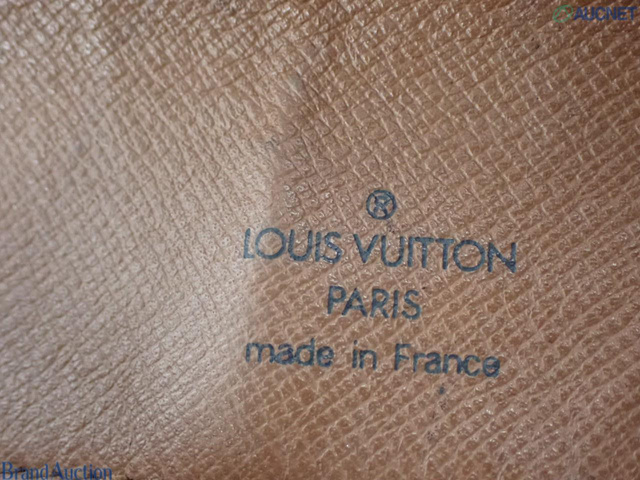 AUCNET
®
LOUIS VUITTON
PARIS
made in France
Brand Auction